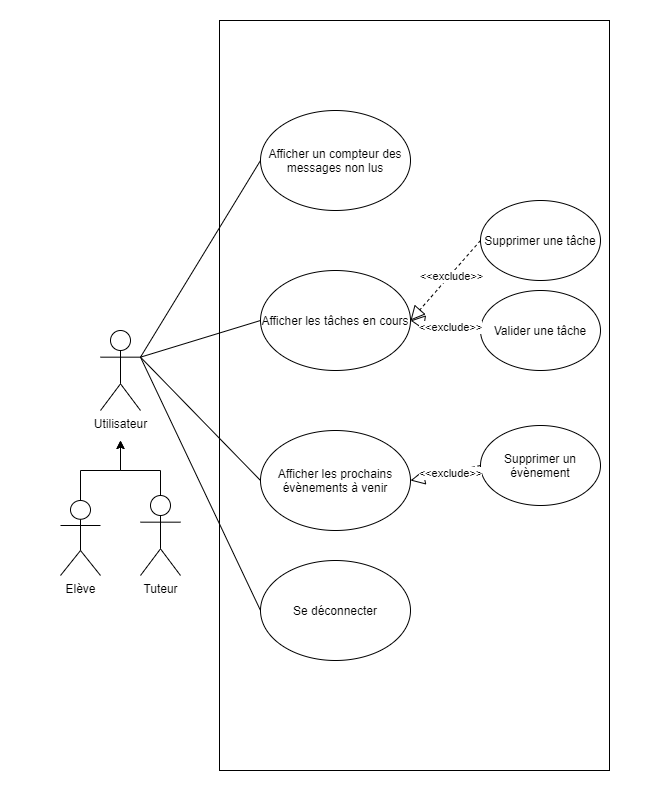 Afficher un compteur des
messages non lus
Supprimer une tâche
<<exclude>>
Afficher les tâches en cours
<<exclude>>
Valider une tâche
Utilisateur
Afficher les prochains
évènements à venir
<<exclude>>
Supprimer un
évènement
Elève
Tuteur
Se déconnecter